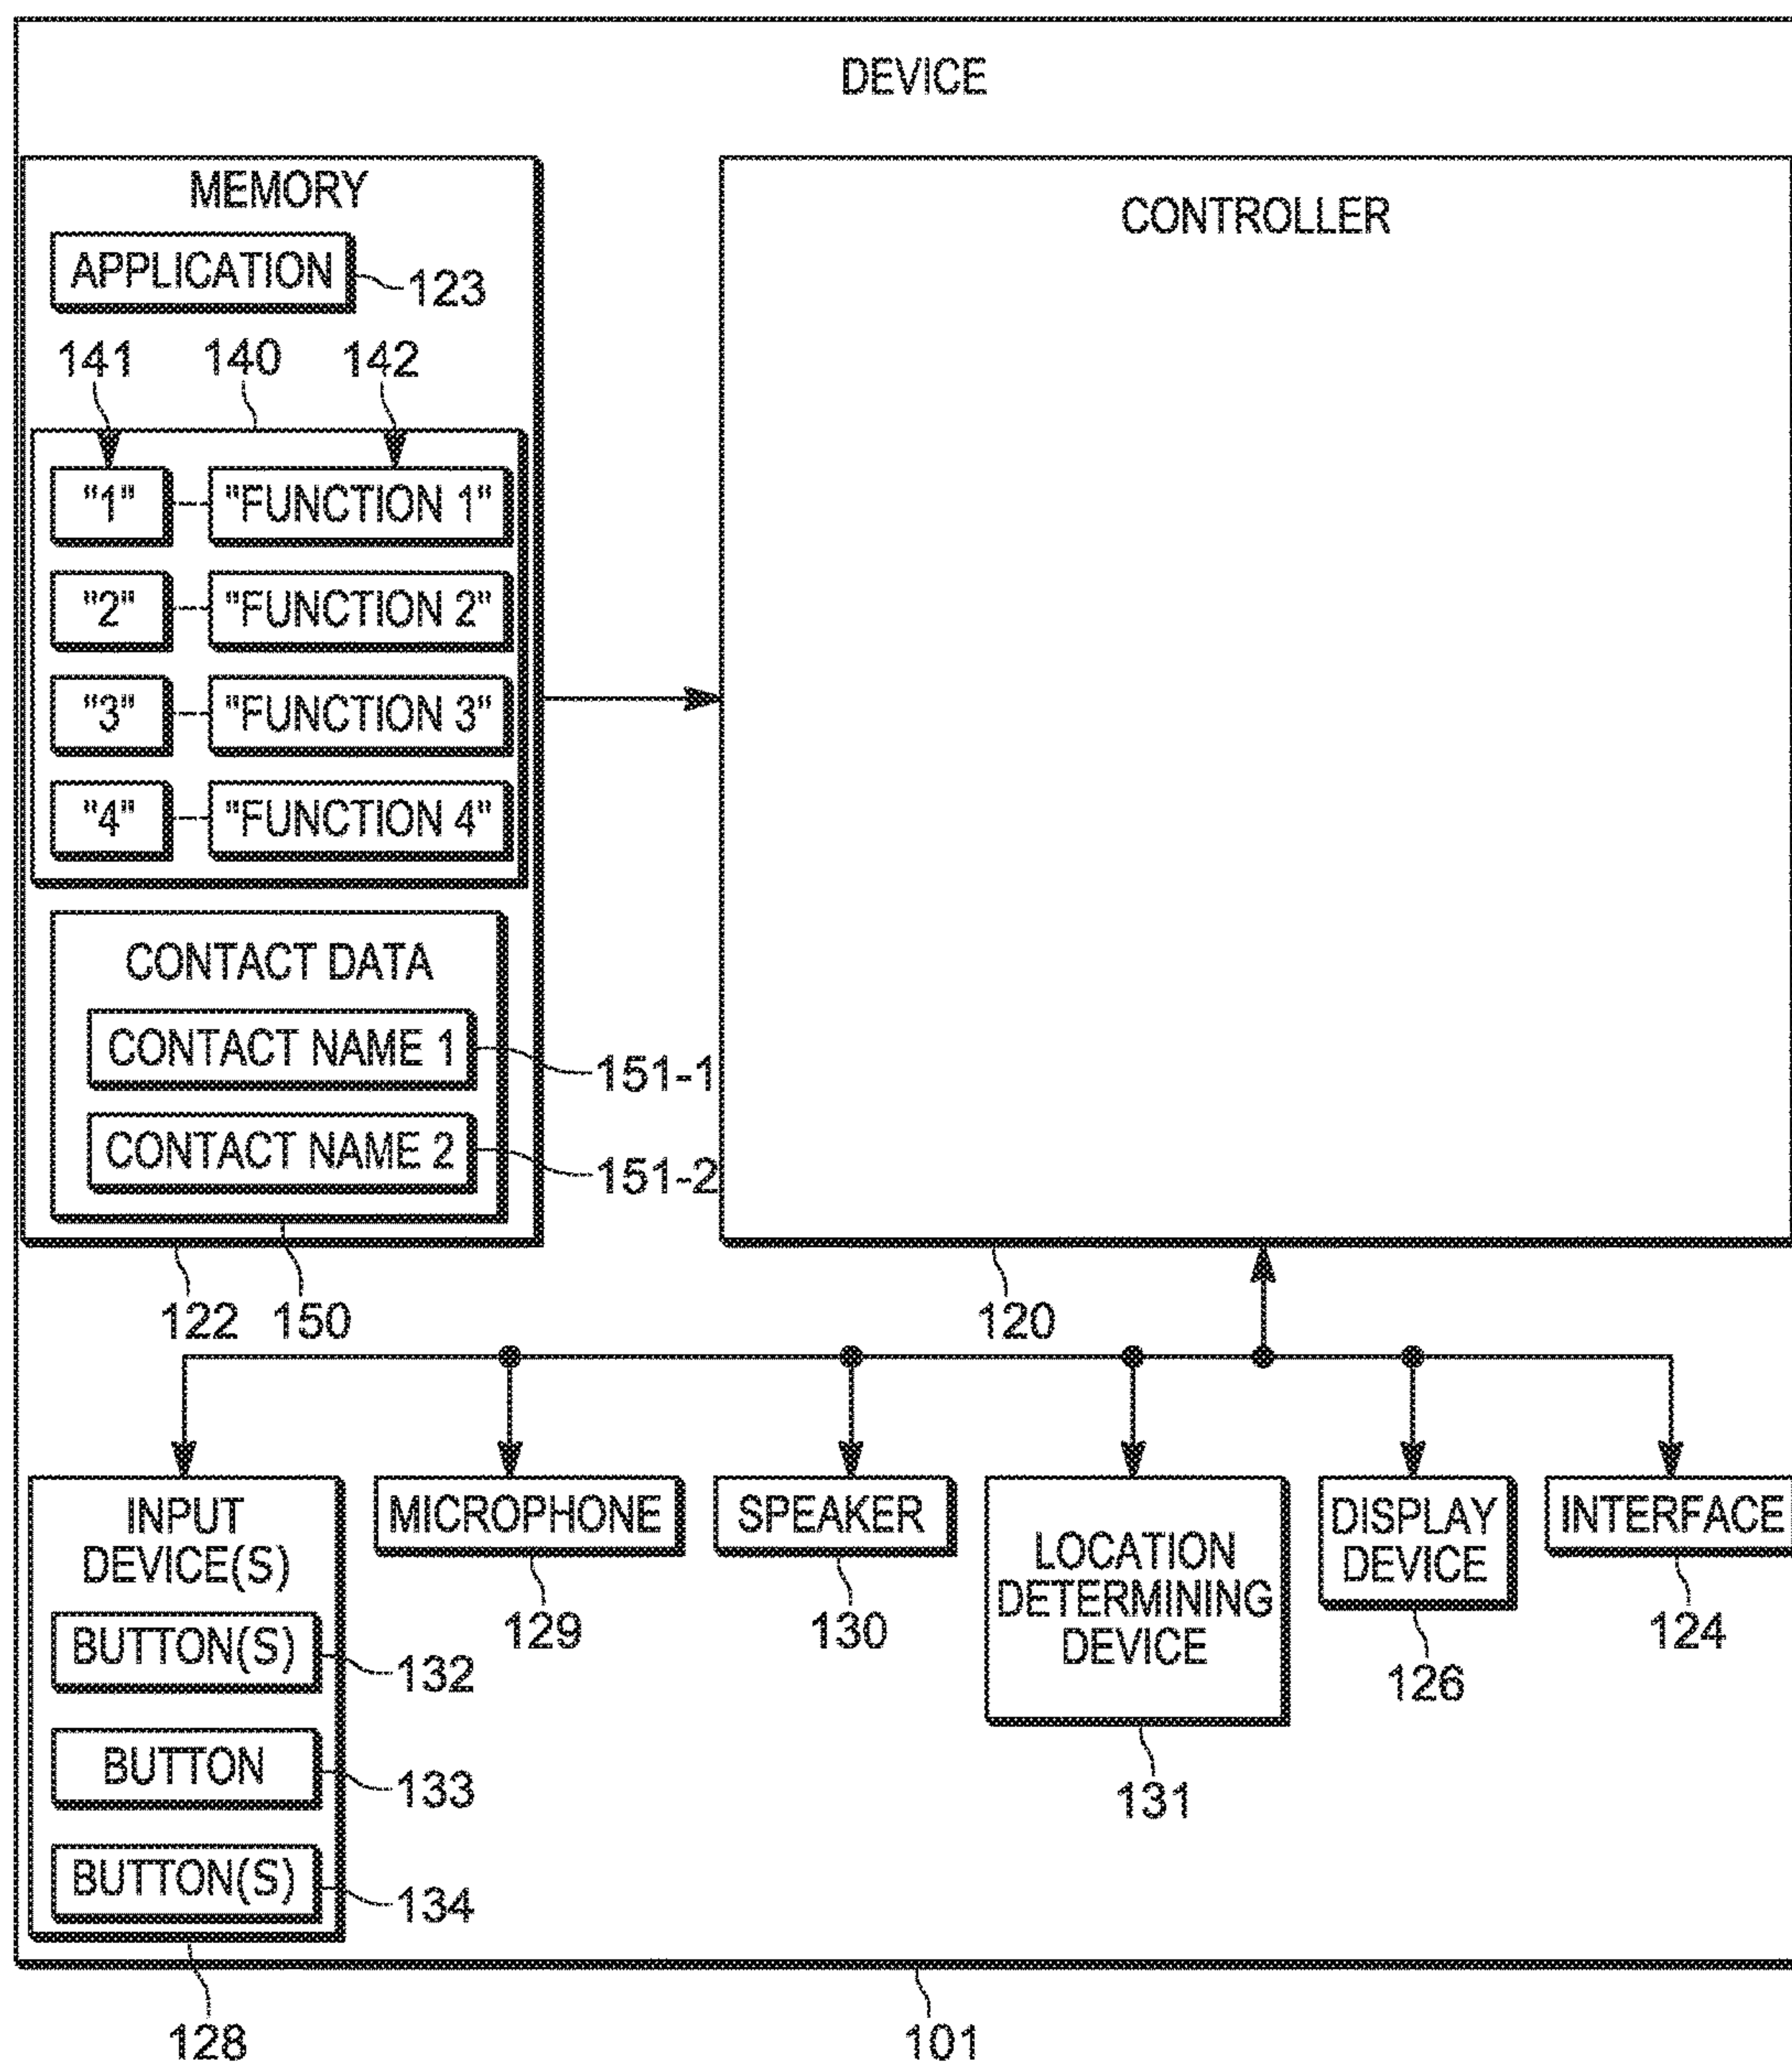 DEVICE
MEMORY
CONTROLLER
APPLICATION
123
141 140 142
"1" "FUNCTION 1"
"2" "FUNCTION 2"
"3" "FUNCTION 3"
"4" "FUNCTION 4"
CONTACT DATA
CONTACT NAME 1
151-1
CONTACT NAME 2
151-2
122 150 120
INPUT
DEVICE(S)
BUTTON(S)
132
BUTTON
133
BUTTON(S)
134
128
MICROPHONE
129
SPEAKER
130
LOCATION
DETERMINING
DEVICE
131
DISPLAY
DEVICE
126
INTERFACE
124
101